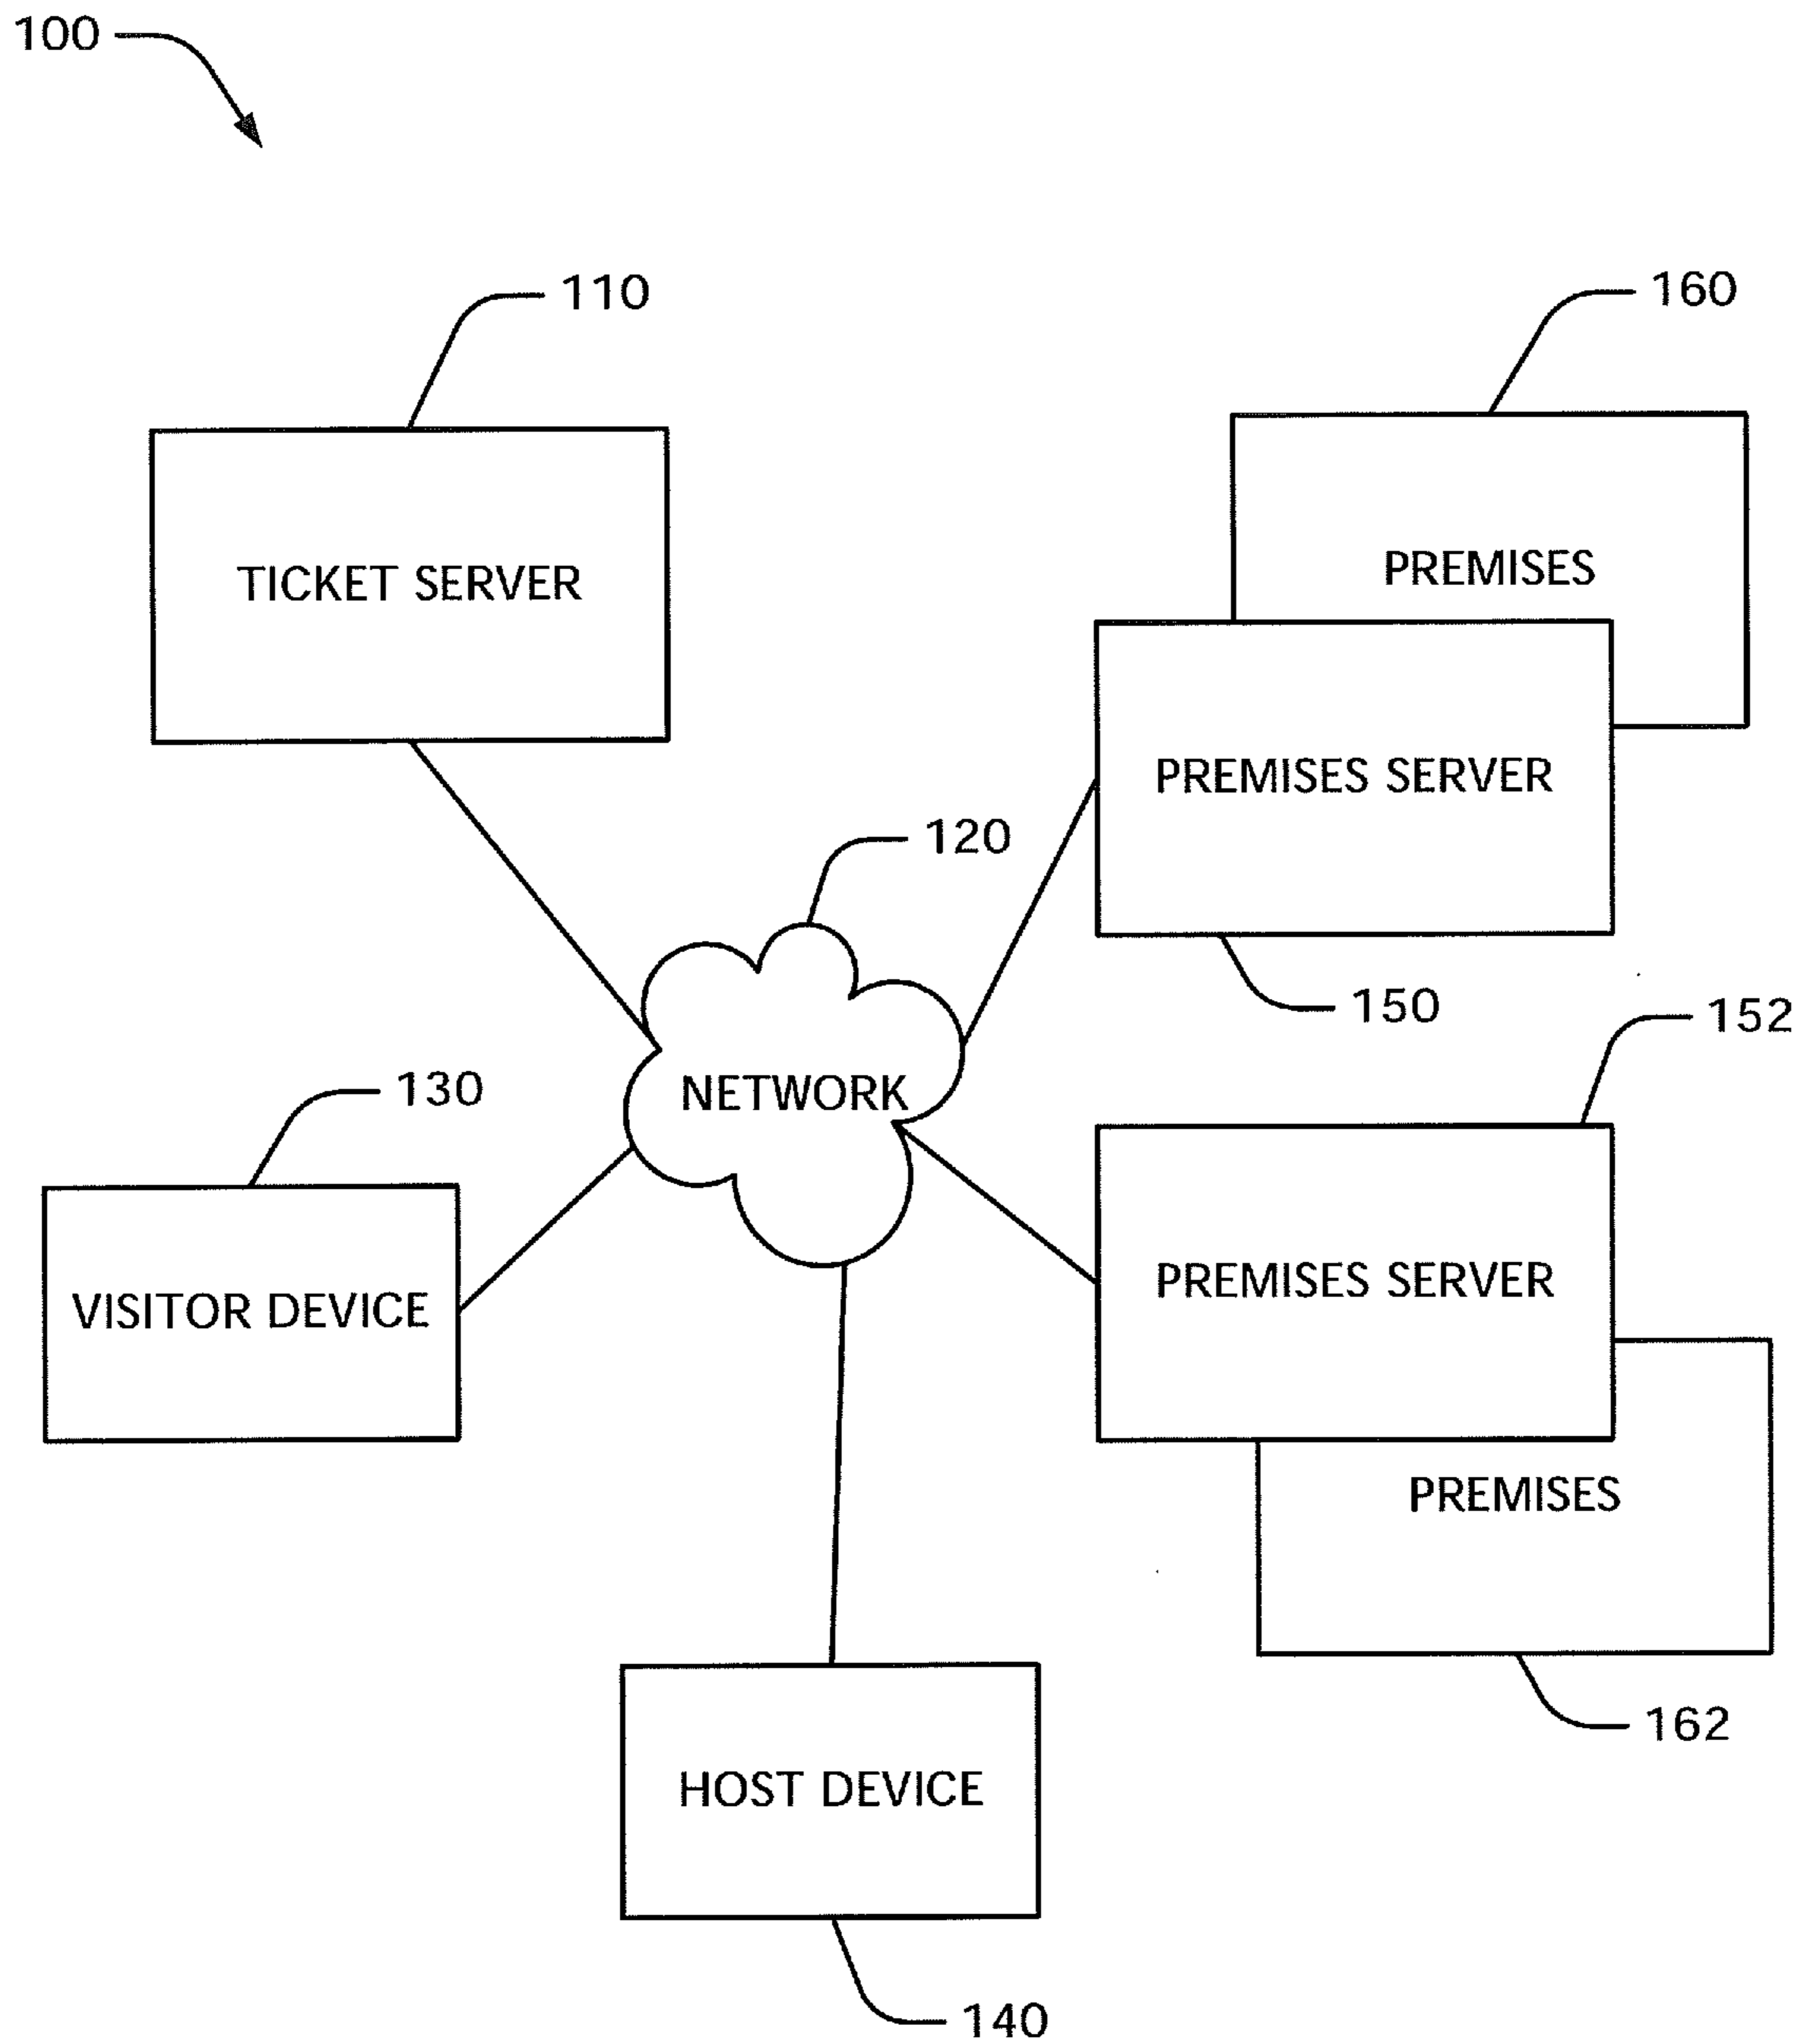 100
110
160
TICKET SERVER
PREMISES
PREMISES SERVER
120
150
152
130
NETWORK
VISITOR DEVICE
PREMISES SERVER
PREMISES
162
HOST DEVICE
140